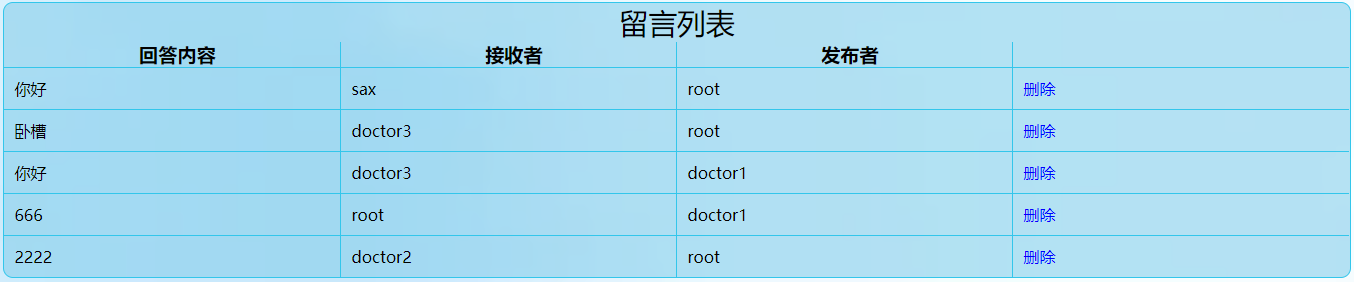 留言列表
回答内容 接收者 发布者
你好 sax root 删除
卧槽 doctor3 root 删除
你好 doctor3 doctor1 删除
666 root doctor1 删除
2222 doctor2 root 删除